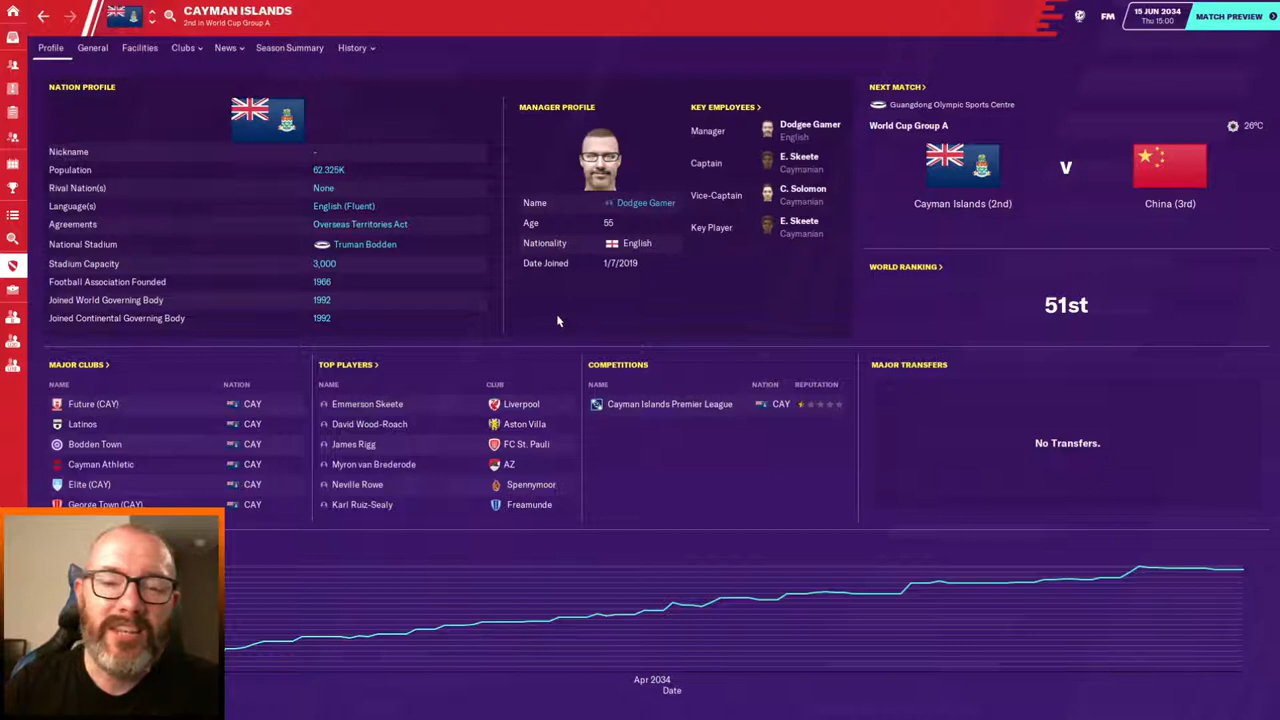 CAYMAN ISLANDS
2nd in World Cup Group A
FM
15 JUN 2034
Thu 15:00
MATCH PREVIEW
Profile General Facilities Clubs News Season Summary History
NATION PROFILE
Nickname -
Population 62.325K
Rival Nation(s) None
Language(s) English (Fluent)
Agreements Overseas Territories Act
National Stadium Truman Bodden
Stadium Capacity 3,000
Football Association Founded 1966
Joined World Governing Body 1992
Joined Continental Governing Body 1992
MANAGER PROFILE
Name Dodgee Gamer
Age 55
Nationality English
Date Joined 1/7/2019
KEY EMPLOYEES >
Manager Dodgee Gamer
English
Captain E. Skeete
Caymanian
Vice-Captain C. Solomon
Caymanian
Key Player E. Skeete
Caymanian
NEXT MATCH >
Guangdong Olympic Sports Centre
World Cup Group A 26°C
V
Cayman Islands (2nd) China (3rd)
WORLD RANKING >
51st
MAJOR CLUBS >
NAME NATION
Future (CAY) CAY
Latinos CAY
Bodden Town CAY
Cayman Athletic CAY
Elite (CAY) CAY
George Town (CAY) CAY
TOP PLAYERS >
NAME CLUB
Emmerson Skeete Liverpool
David Wood-Roach Aston Villa
James Rigg FC St. Pauli
Myron van Brederode AZ
Neville Rowe Spennymoor
Karl Ruiz-Sealy Freamunde
COMPETITIONS
NAME NATION REPUTATION
Cayman Islands Premier League CAY
MAJOR TRANSFERS
No Transfers.
Apr 2034
Date